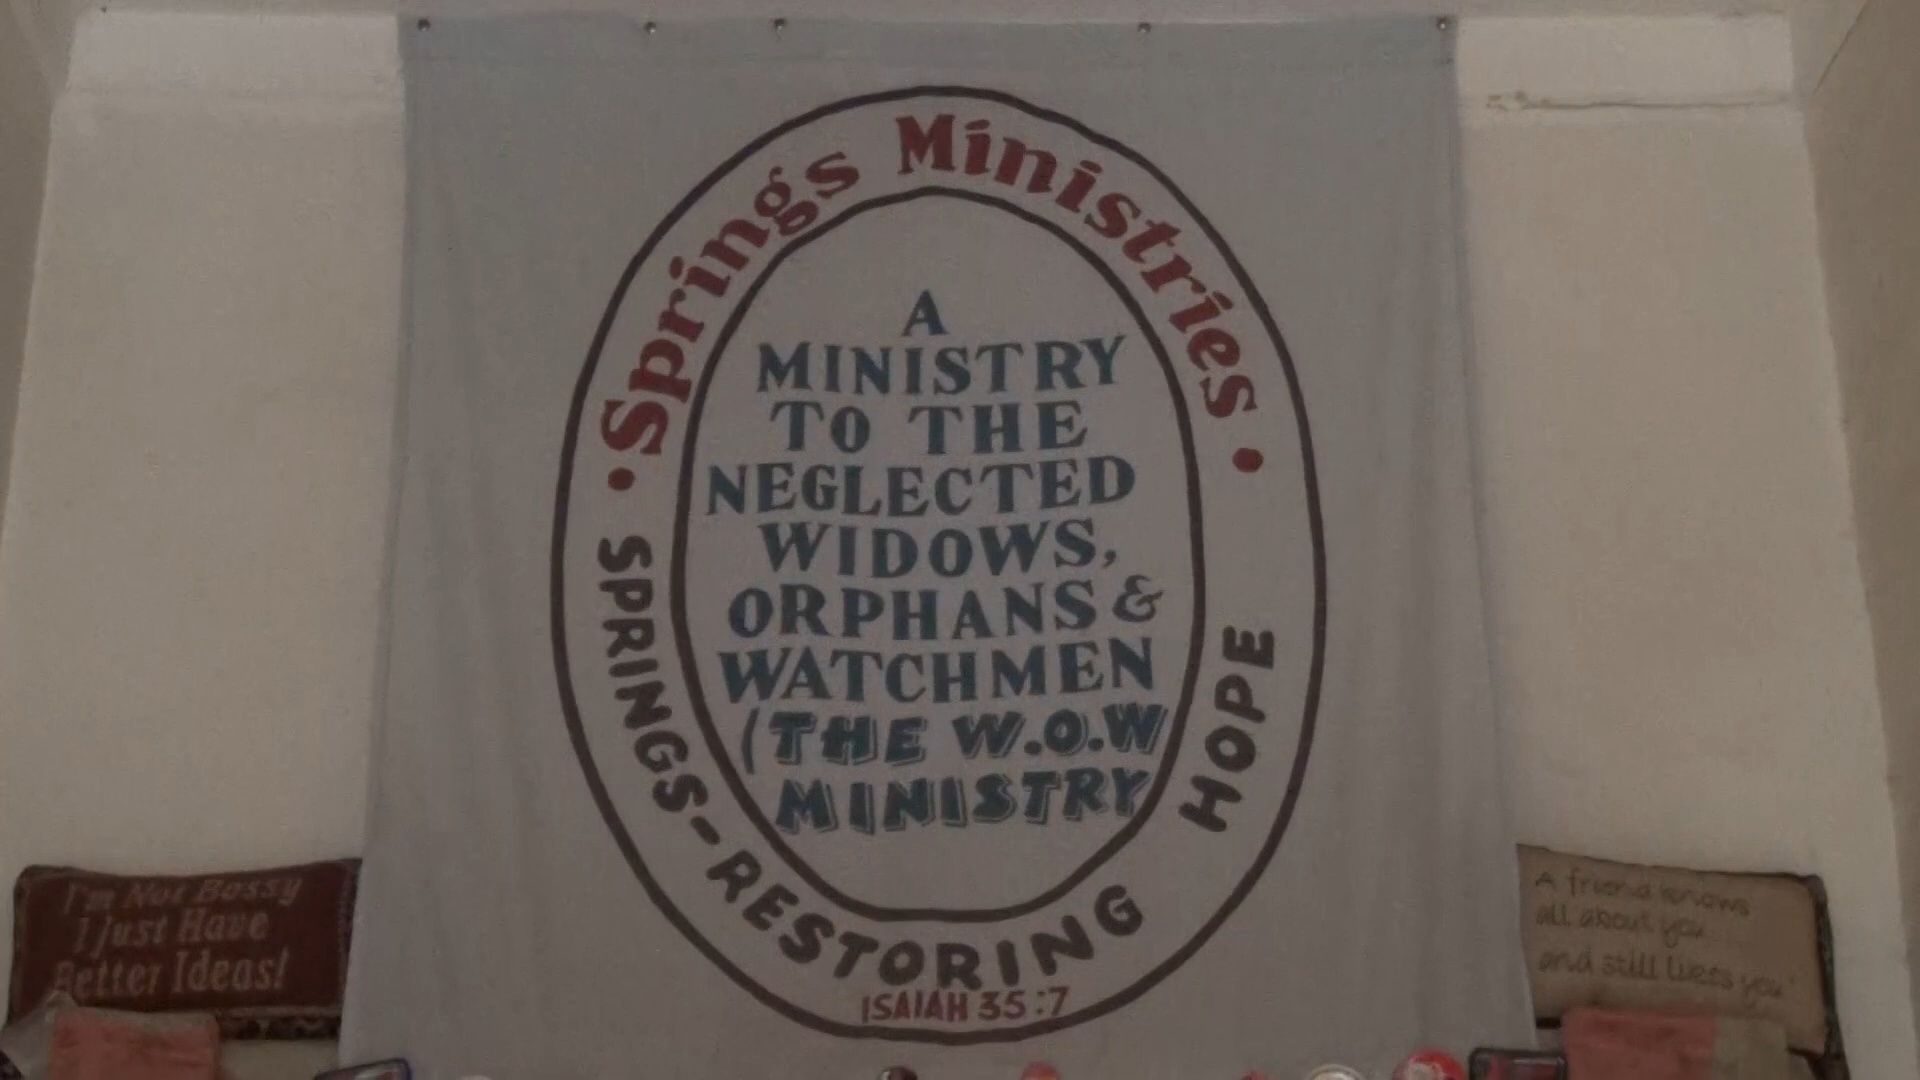 Springs Ministries
A
MINISTRY
TO THE
NEGLECTED
WIDOWS,
ORPHANS &
WATCHMEN
(THE W.O.W
MINISTRY
SPRINGS-RESTORING HOPE
ISAIAH 35:7
I'm Not Bossy
I Just Have
Better Ideas!
A friend knows
all about you...
and still likes you